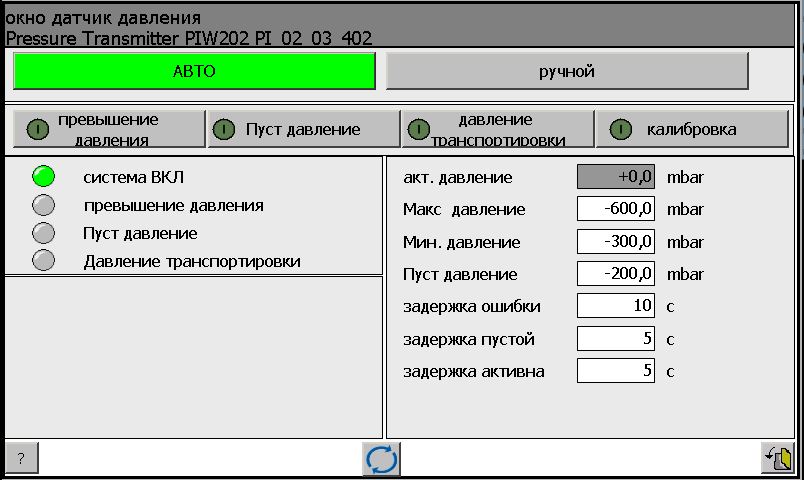 окно датчик давления
Pressure Transmitter PIW202 PI_02_03_402
АВТО
ручной
превышение
давления
Пуст давление
давление
транспортировки
калибровка
система ВКЛ
превышение давления
Пуст давление
Давление транспортировки
акт. давление +0,0 mbar
Макс давление -600,0 mbar
Мин. давление -300,0 mbar
Пуст давление -200,0 mbar
задержка ошибки 10 с
задержка пустой 5 с
задержка активна 5 с
?